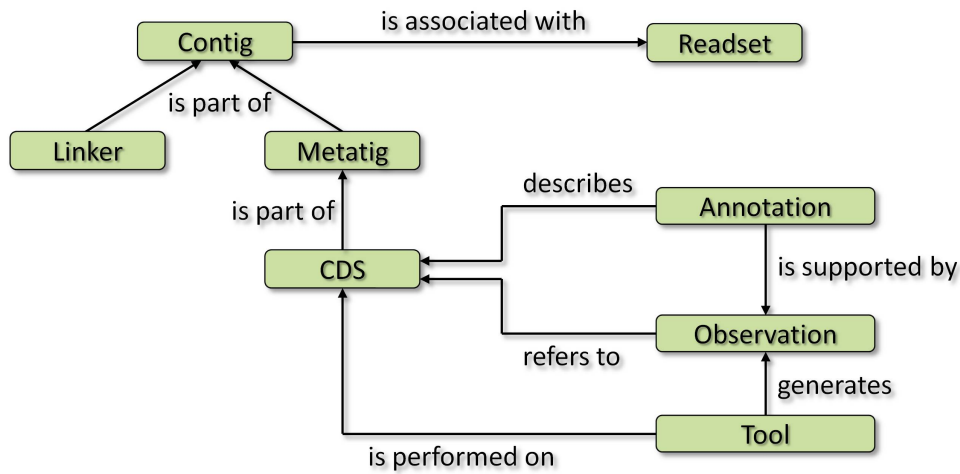 is associated with
Contig
Readset
is part of
Linker
Metatig
describes
is part of
Annotation
CDS
is supported by
Observation
refers to
generates
Tool
is performed on